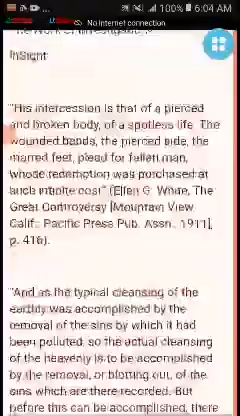 100% 6:04 AM
No Internet connection
InSight
"His intercession is that of a pierced
and broken body, of a spotless life. The
wounded hands, the pierced side, the
marred feet, plead for fallen man,
whose redemption was purchased at
such infinite cost" (Ellen G. White, The
Great Controversy [Mountain View
Calif.: Pacific Press Pub. Assn., 1911],
p. 416).
"And as the typical cleansing of the
earthly was accomplished by the
removal of the sins by which it had
been polluted, so the actual cleansing
of the heavenly is to be accomplished
by the removal, or blotting out, of the
sins which are there recorded. But
before this can be accomplished, there